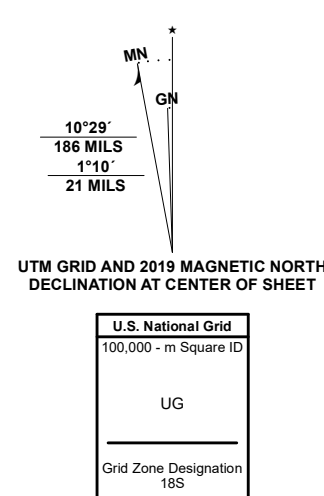 MN
GN
10°29´
186 MILS
1°10´
21 MILS
UTM GRID AND 2019 MAGNETIC NORTH
DECLINATION AT CENTER OF SHEET
U.S. National Grid
100,000 - m Square ID
UG
Grid Zone Designation
18S